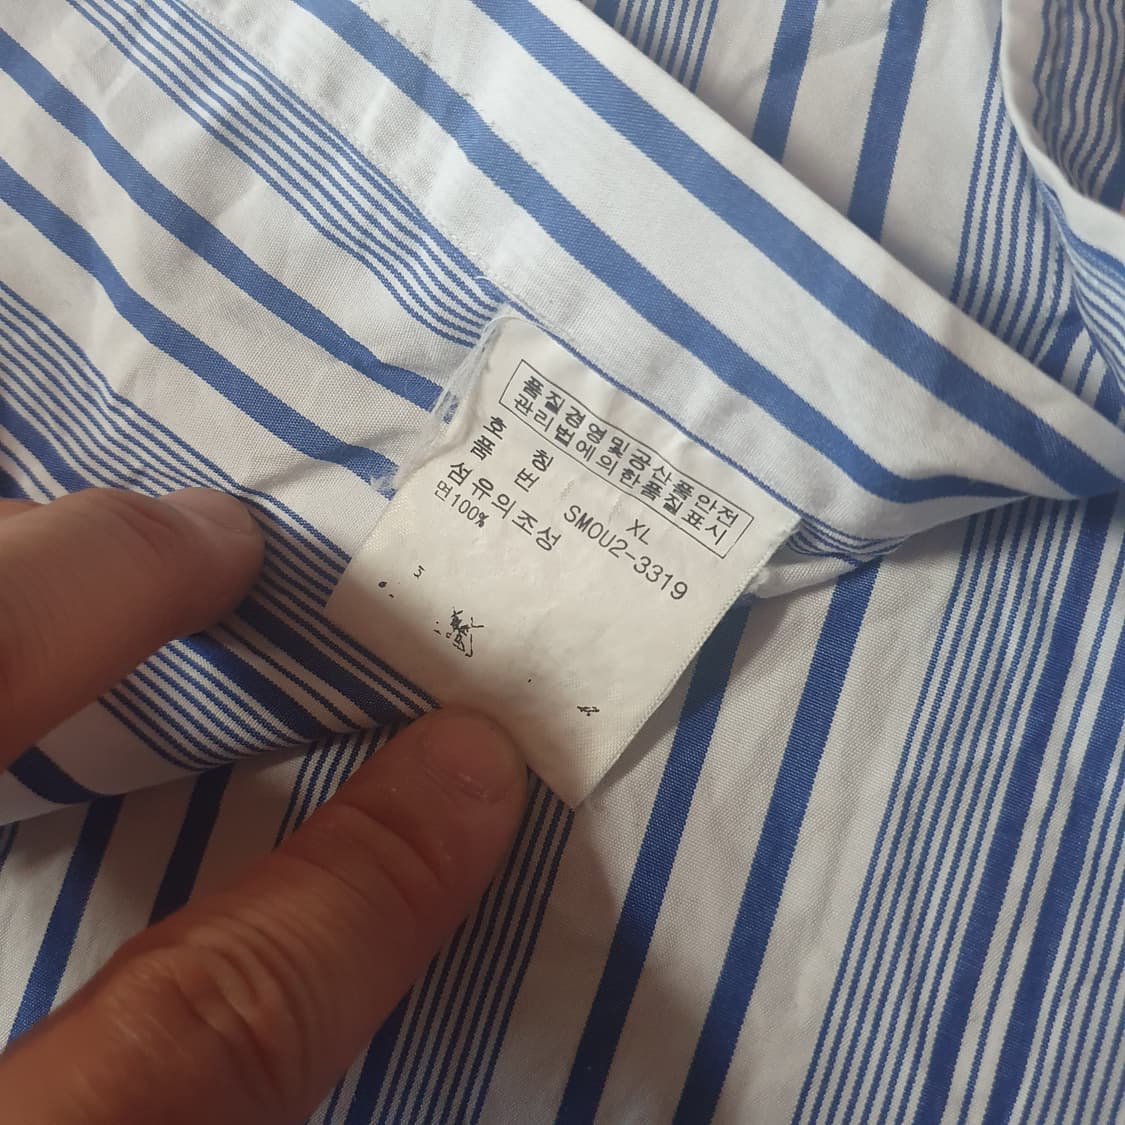 품질경영및공산품안전
관리법에의한품질표시
호 칭 XL
품 번 SMOU2-3319
섬유의조성
면100%